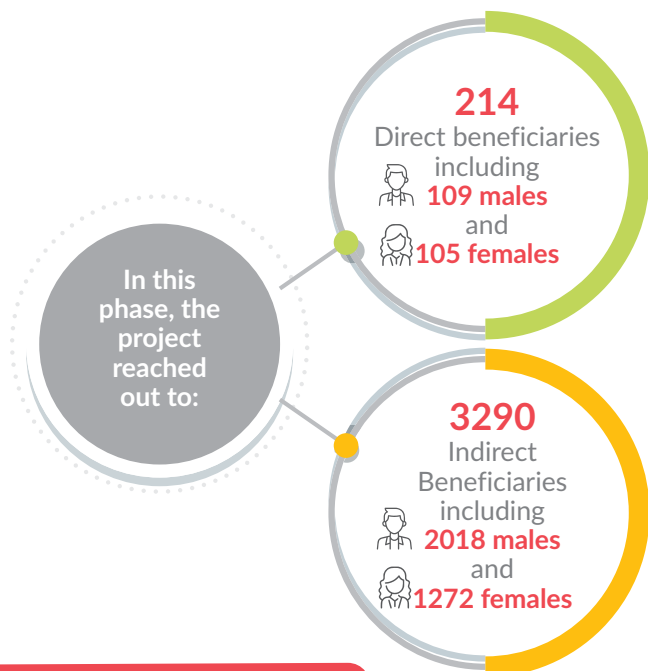 In this
phase, the
project
reached
out to:
214
Direct beneficiaries
including
109 males
and
105 females
3290
Indirect
Beneficiaries
including
2018 males
and
1272 females